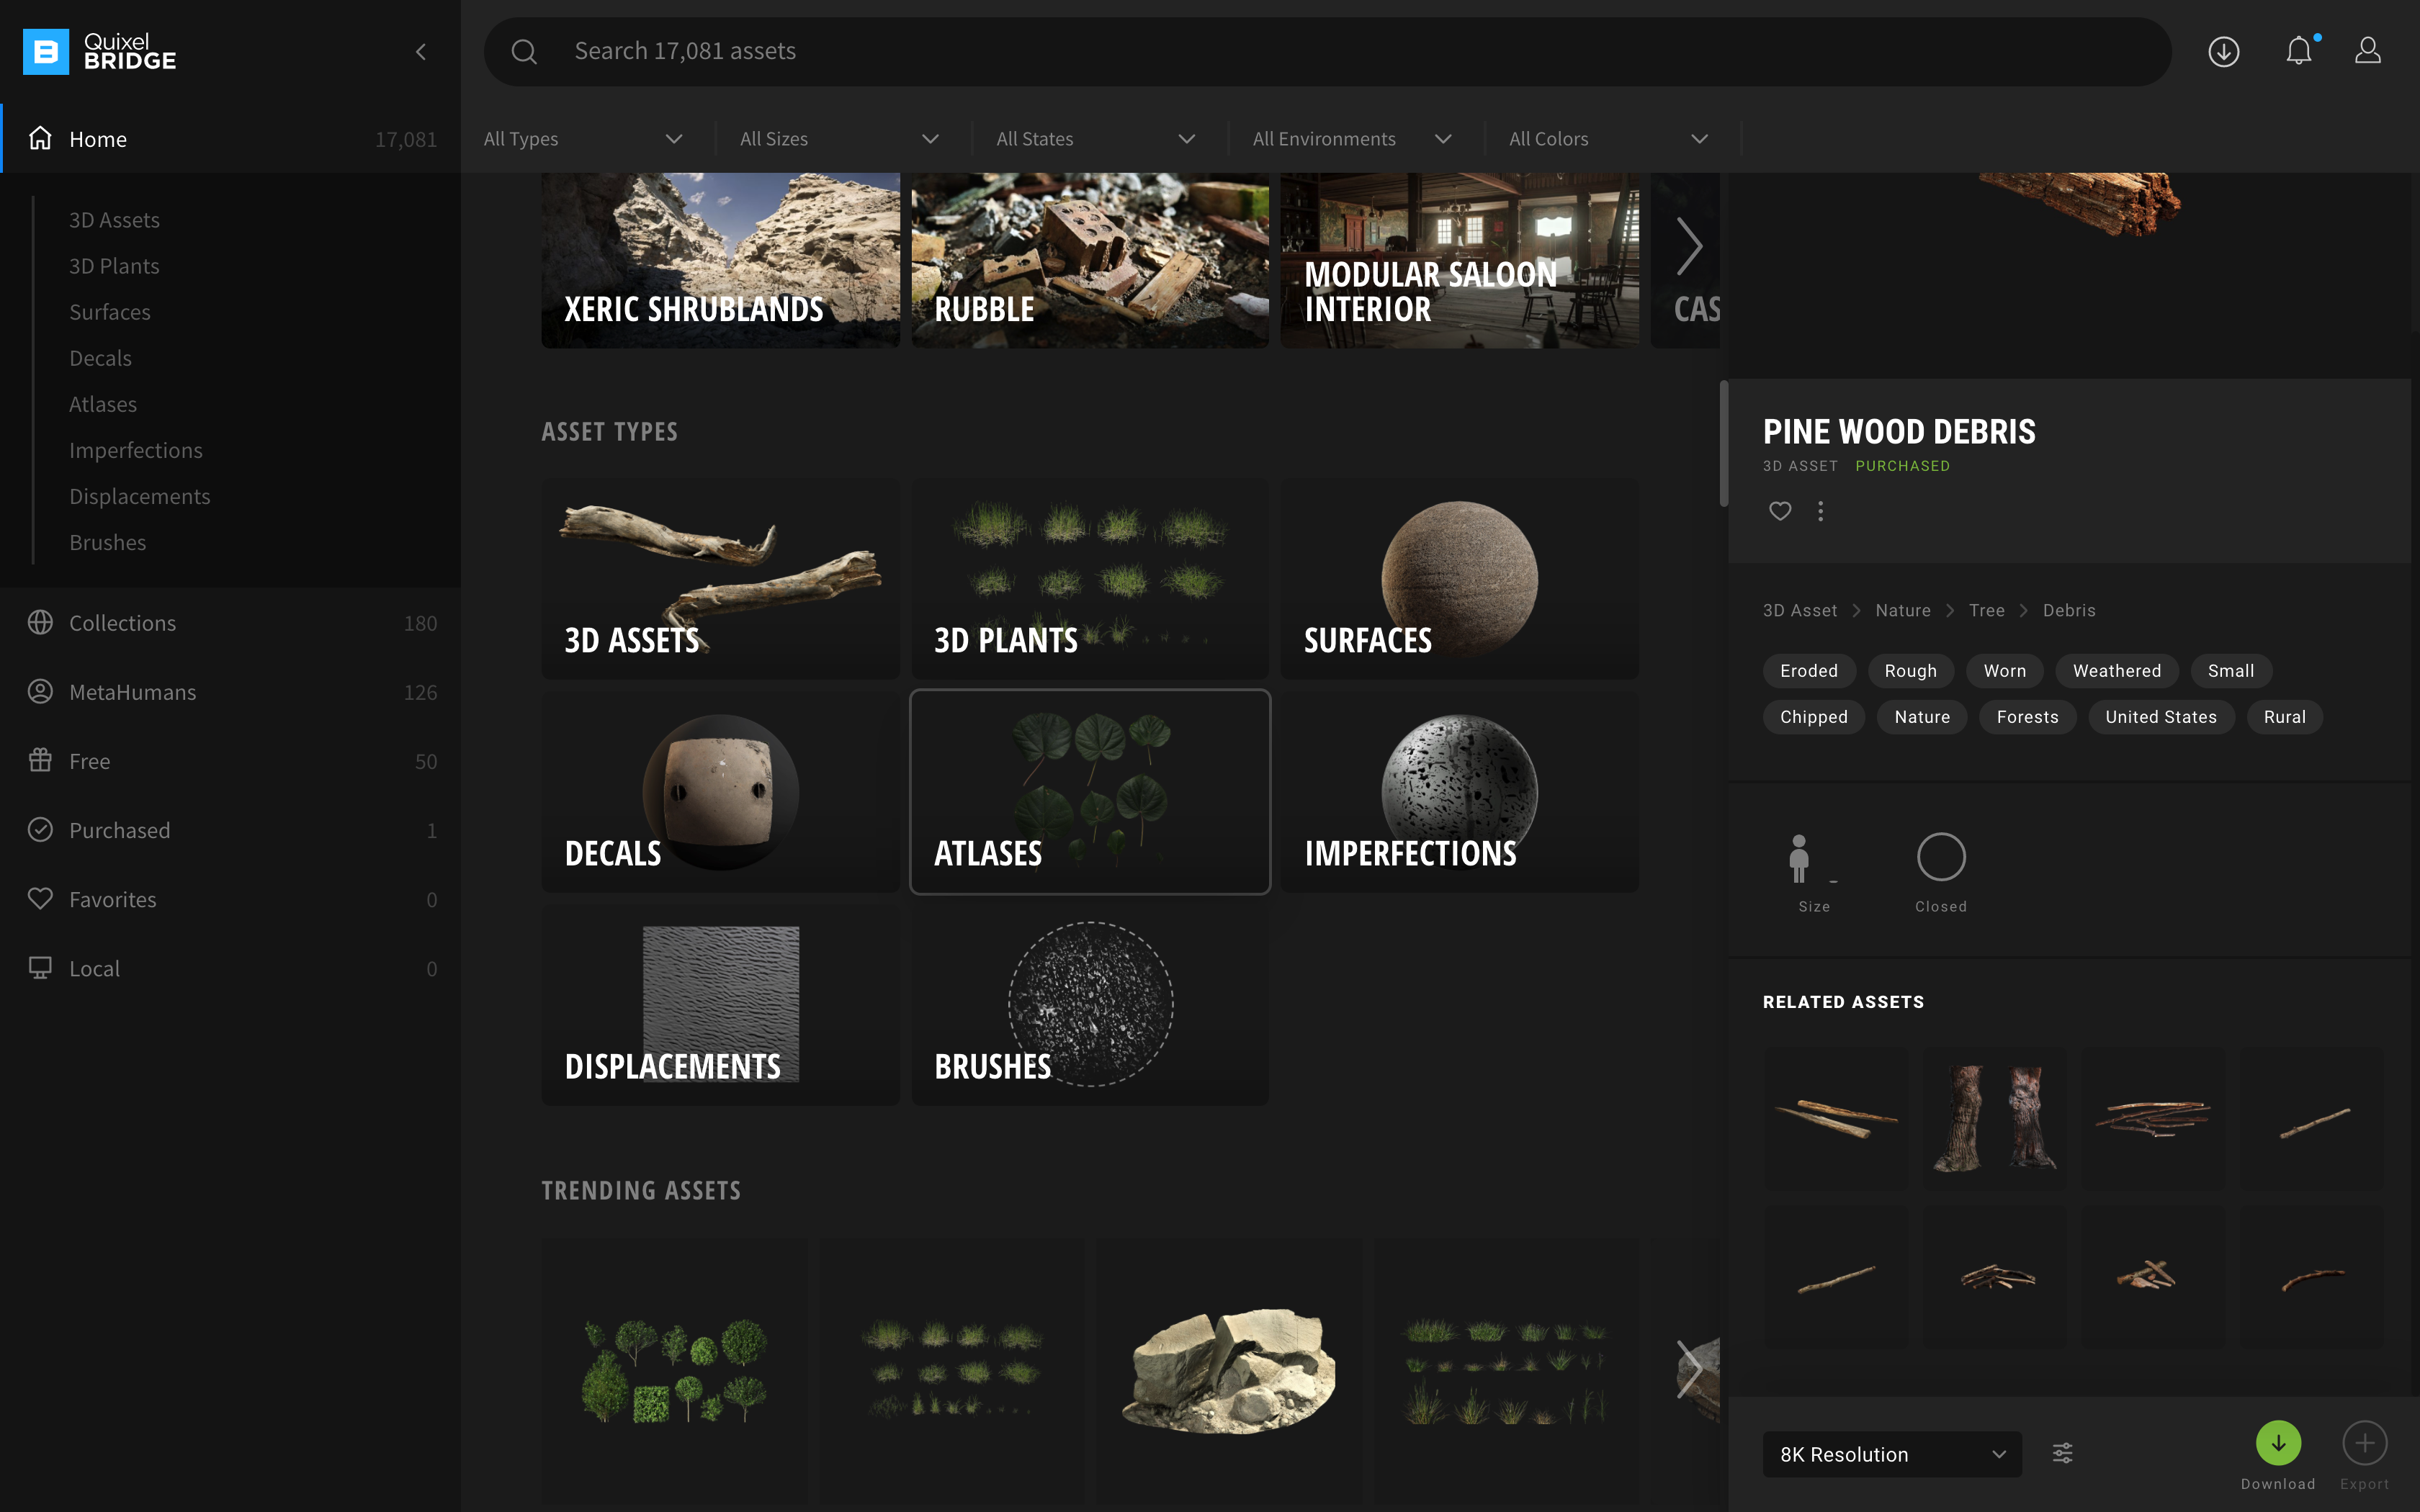 Quixel
BRIDGE
Search 17,081 assets
Home 17,081
All Types
All Sizes
All States
All Environments
All Colors
3D Assets
3D Plants
Surfaces
Decals
Atlases
Imperfections
Displacements
Brushes
Collections 180
MetaHumans 126
Free 50
Purchased 1
Favorites 0
Local 0
XERIC SHRUBLANDS
RUBBLE
MODULAR SALOON
INTERIOR
CAS
ASSET TYPES
3D ASSETS
3D PLANTS
SURFACES
DECALS
ATLASES
IMPERFECTIONS
DISPLACEMENTS
BRUSHES
TRENDING ASSETS
PINE WOOD DEBRIS
3D ASSET PURCHASED
3D Asset Nature Tree Debris
Eroded Rough Worn Weathered Small
Chipped Nature Forests United States Rural
Size Closed
RELATED ASSETS
8K Resolution
Download Export